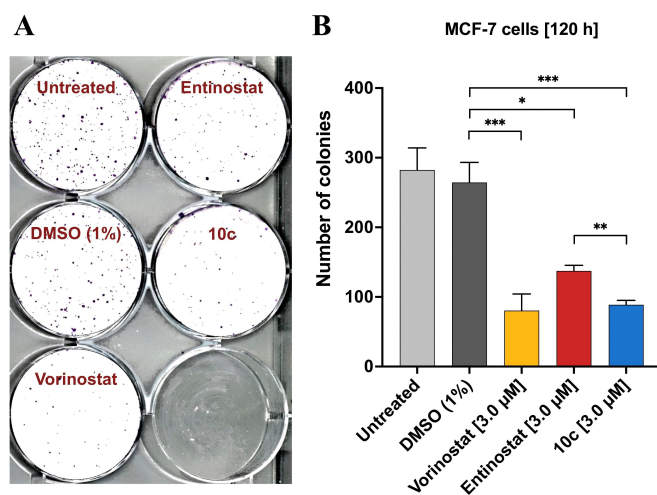 A
Untreated
Entinostat
DMSO (1%)
10c
Vorinostat
B
MCF-7 cells [120 h]
Number of colonies
400
300
200
100
0
***
*
***
**
Untreated
DMSO (1%)
Vorinostat [3.0 µM]
Entinostat [3.0 µM]
10c [3.0 µM]